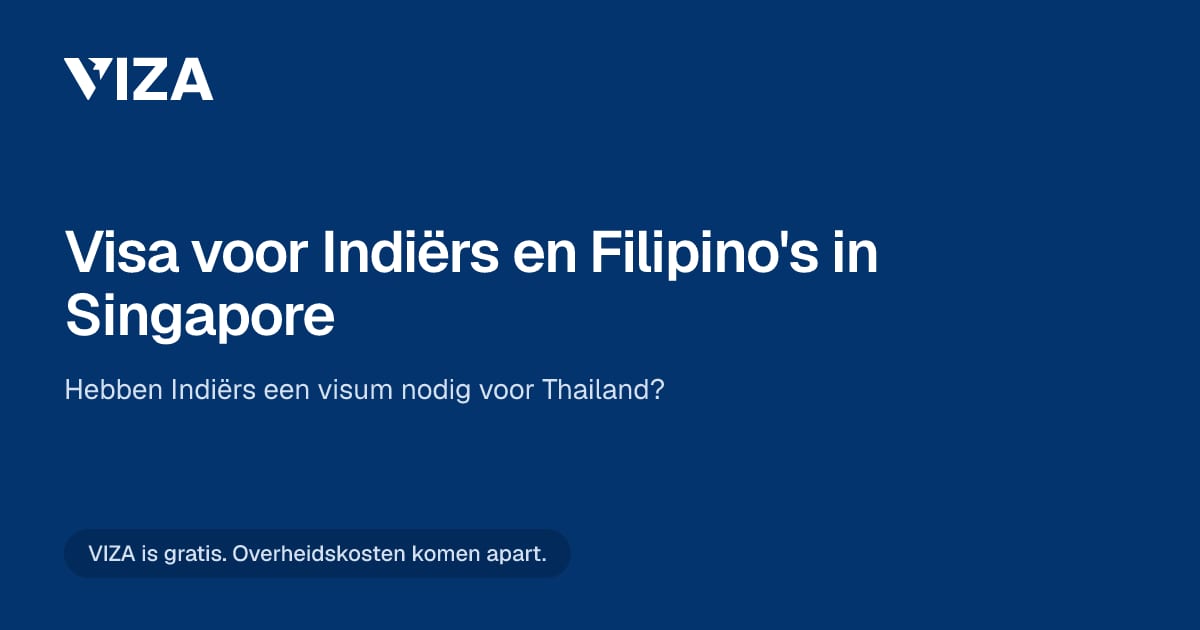 VIZA
Visa voor Indiërs en Filipino's in
Singapore
Hebben Indiërs een visum nodig voor Thailand?
VIZA is gratis. Overheidskosten komen apart.